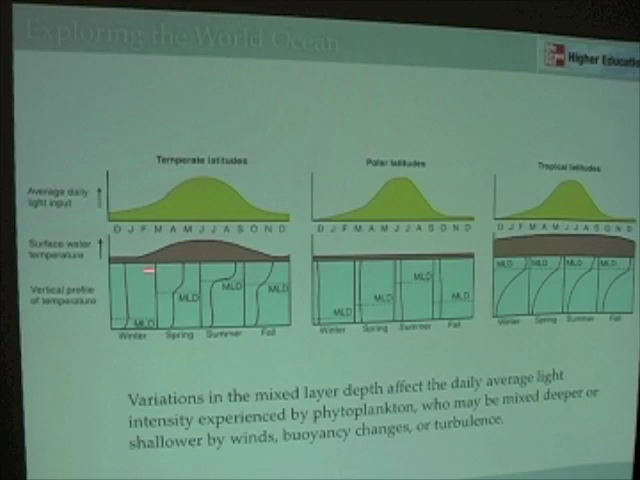 Exploring the World Ocean
Higher Educatio
Temperate latitudes
Polar latitudes
Tropical latitudes
Average daily
light input
D J F M A M J J A S O N D
D J F M A M J J A S O N D
D J F M A M J J A S O N D
Surface water
temperature
Vertical profile
of temperature
MLD MLD MLD MLD
MLD MLD MLD MLD
MLD MLD MLD MLD
Winter Spring Summer Fall
Winter Spring Summer Fall
Winter Spring Summer Fall
Variations in the mixed layer depth affect the daily average light
intensity experienced by phytoplankton, who may be mixed deeper or
shallower by winds, buoyancy changes, or turbulence.